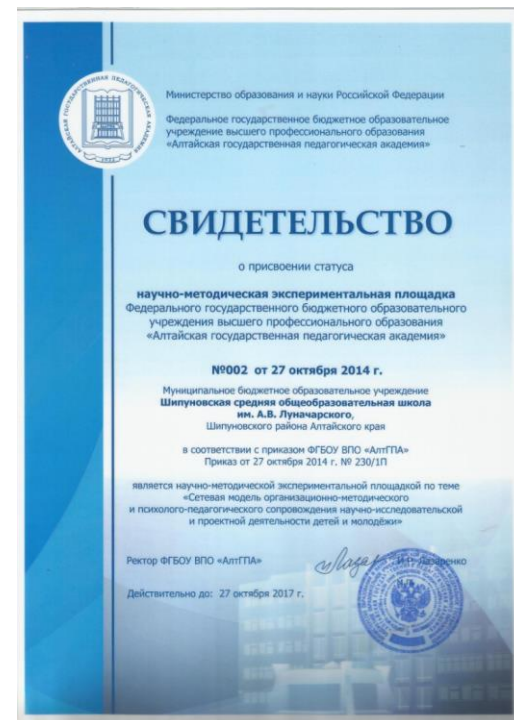 АЛТАЙСКАЯ ГОСУДАРСТВЕННАЯ ПЕДАГОГИЧЕСКАЯ АКАДЕМИЯ
Министерство образования и науки Российской Федерации
Федеральное государственное бюджетное образовательное
учреждение высшего профессионального образования
«Алтайская государственная педагогическая академия»
СВИДЕТЕЛЬСТВО
о присвоении статуса
научно-методическая экспериментальная площадка
Федерального государственного бюджетного образовательного
учреждения высшего профессионального образования
«Алтайская государственная педагогическая академия»
№002 от 27 октября 2014 г.
Муниципальное бюджетное образовательное учреждение
Шипуновская средняя общеобразовательная школа
им. А.В. Луначарского,
Шипуновского района Алтайского края
в соответствии с приказом ФГБОУ ВПО «АлтГПА»
Приказ от 27 октября 2014 г. № 230/1П
является научно-методической экспериментальной площадкой по теме
«Сетевая модель организационно-методического
и психолого-педагогического сопровождения научно-исследовательской
и проектной деятельности детей и молодёжи»
Ректор ФГБОУ ВПО «АлтГПА» И.Р. Лазаренко
Действительно до: 27 октября 2017 г.